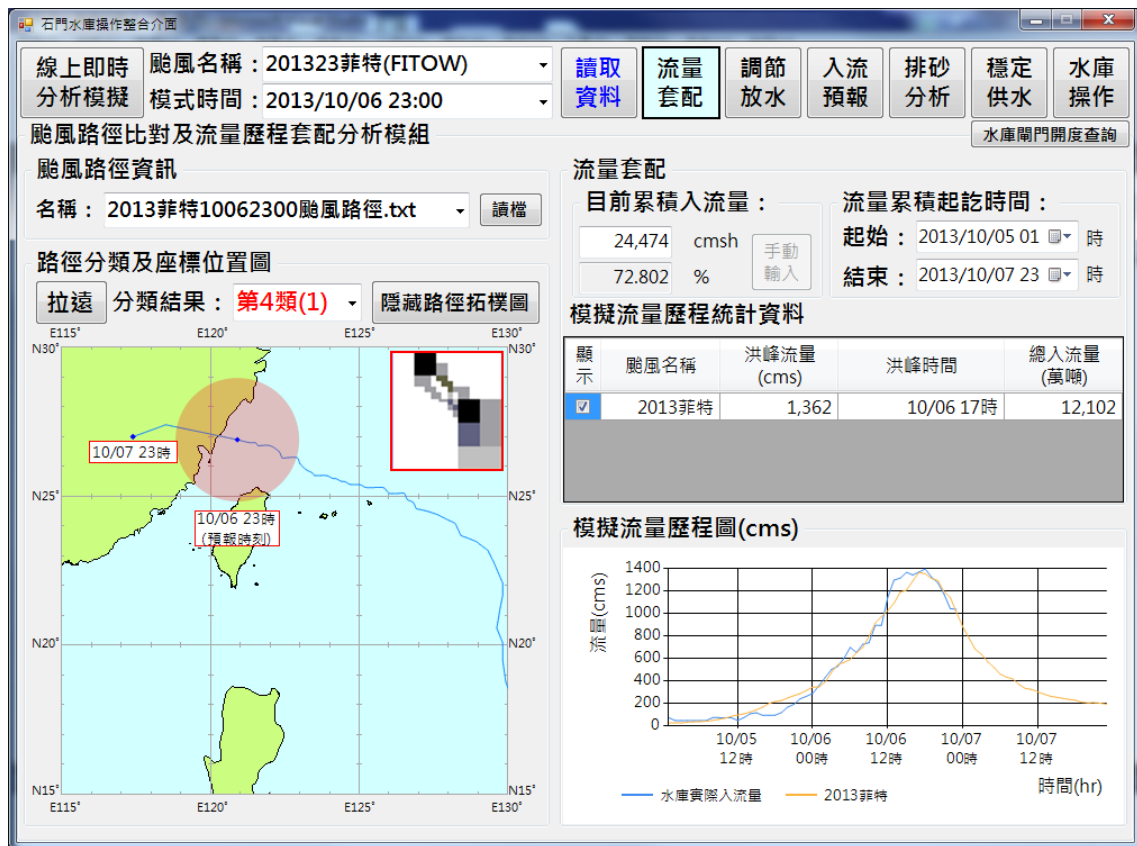 石門水庫操作整合介面
線上即時
分析模擬
颱風名稱：201323菲特(FITOW)
模式時間：2013/10/06 23:00
讀取
資料
流量
套配
調節
放水
入流
預報
排砂
分析
穩定
供水
水庫
操作
颱風路徑比對及流量歷程套配分析模組
水庫閘門開度查詢
颱風路徑資訊
名稱： 2013菲特10062300颱風路徑.txt
讀檔
路徑分類及座標位置圖
拉遠
分類結果： 第4類(1)
隱藏路徑拓樸圖
E115° E120° E125° E130°
N30° N30°
10/07 23時
N25° N25°
10/06 23時
(預報時刻)
N20° N20°
N15° N15°
E115° E120° E125° E130°
流量套配
目前累積入流量：
24,474 cmsh
72.802 %
手動
輸入
流量累積起訖時間：
起始： 2013/10/05 01 時
結束： 2013/10/07 23 時
模擬流量歷程統計資料
顯示 颱風名稱 洪峰流量(cms) 洪峰時間 總入流量(萬噸)
2013菲特 1,362 10/06 17時 12,102
模擬流量歷程圖(cms)
流量(cms)
1400
1200
1000
800
600
400
200
0
10/05 10/06 10/06 10/07 10/07
12時 00時 12時 00時 12時
時間(hr)
水庫實際入流量 2013菲特